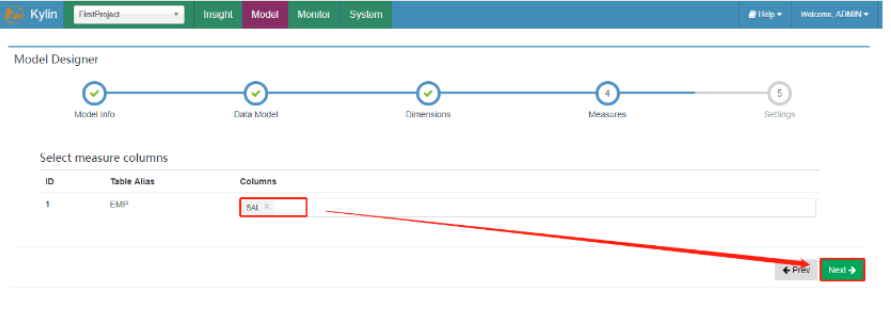 Kylin FirstProject Insight Model Monitor System Help Welcome, ADMIN
Model Designer
4 5
Model Info Data Model Dimensions Measures Settings
Select measure columns
ID Table Alias Columns
1 EMP SAL ×
Prev Next